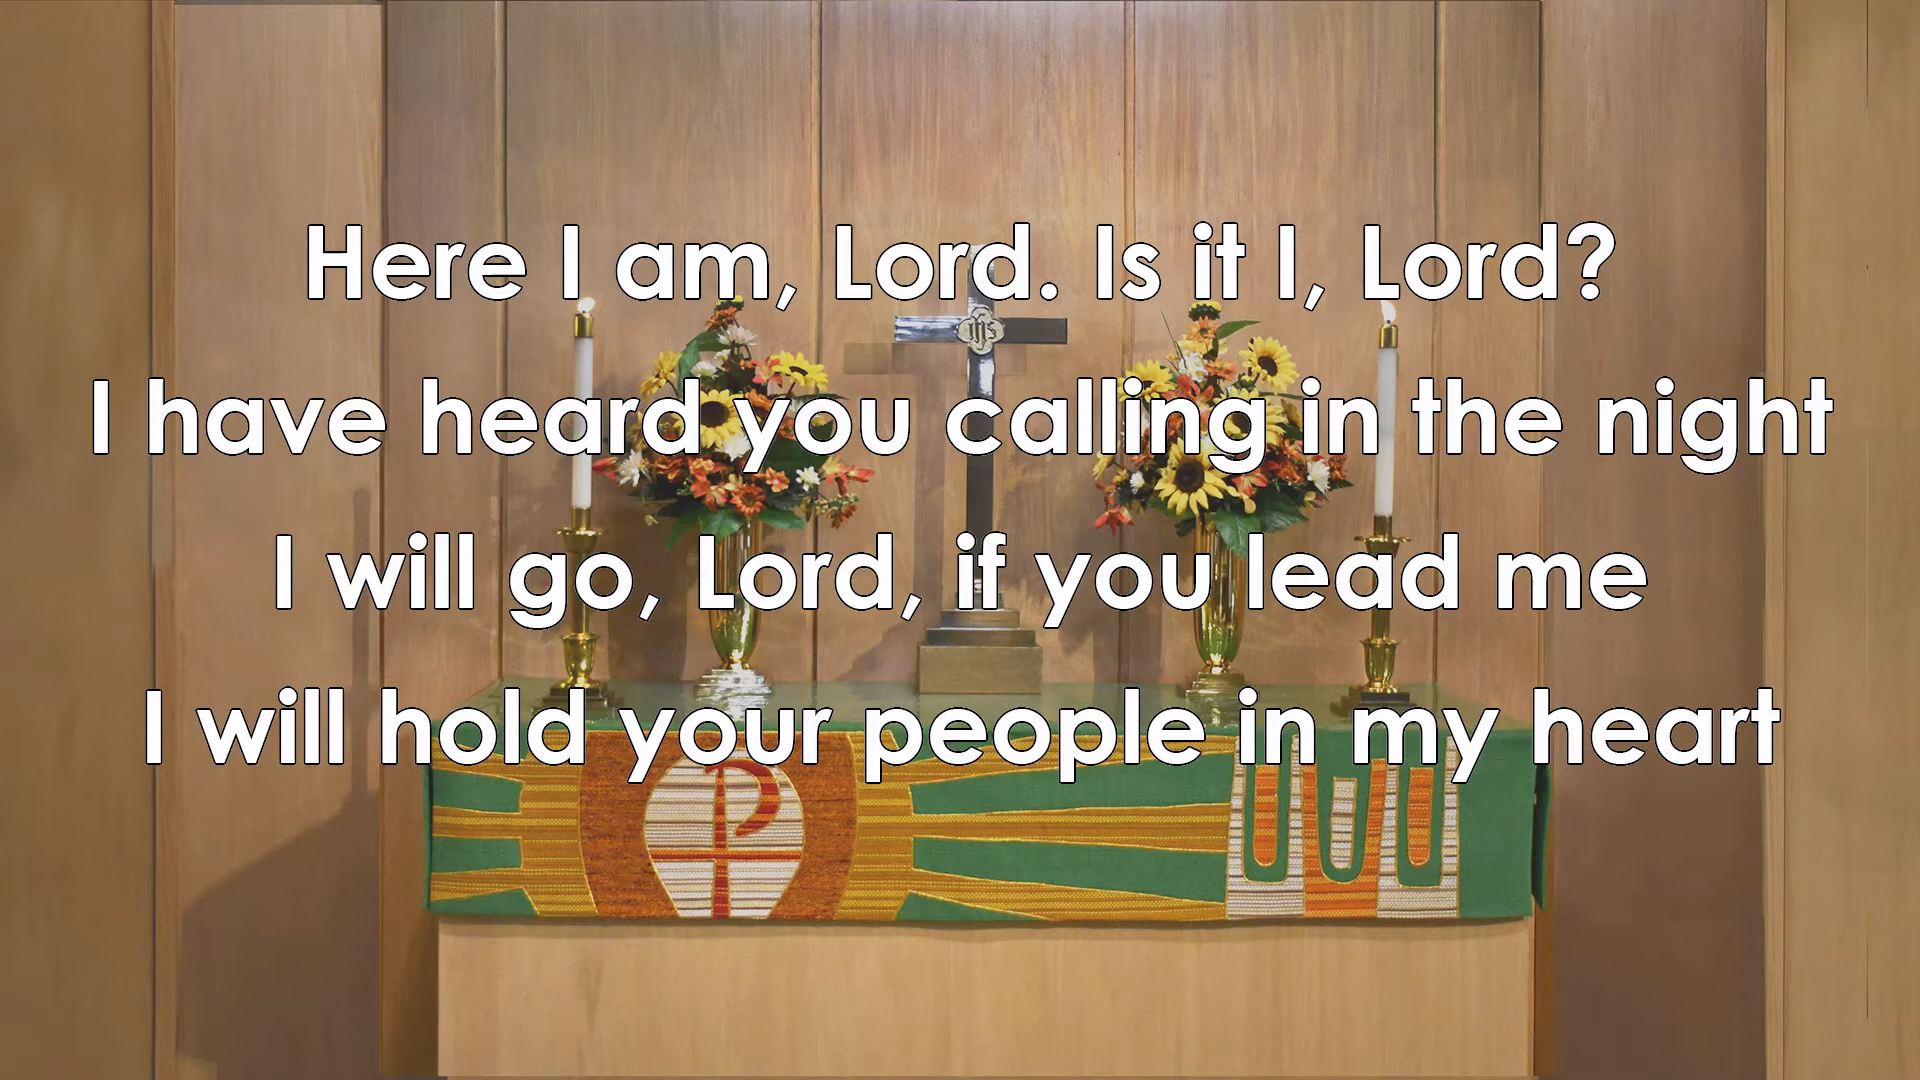 Here I am, Lord. Is it I, Lord?
I have heard you calling in the night
I will go, Lord, if you lead me
I will hold your people in my heart
ihs